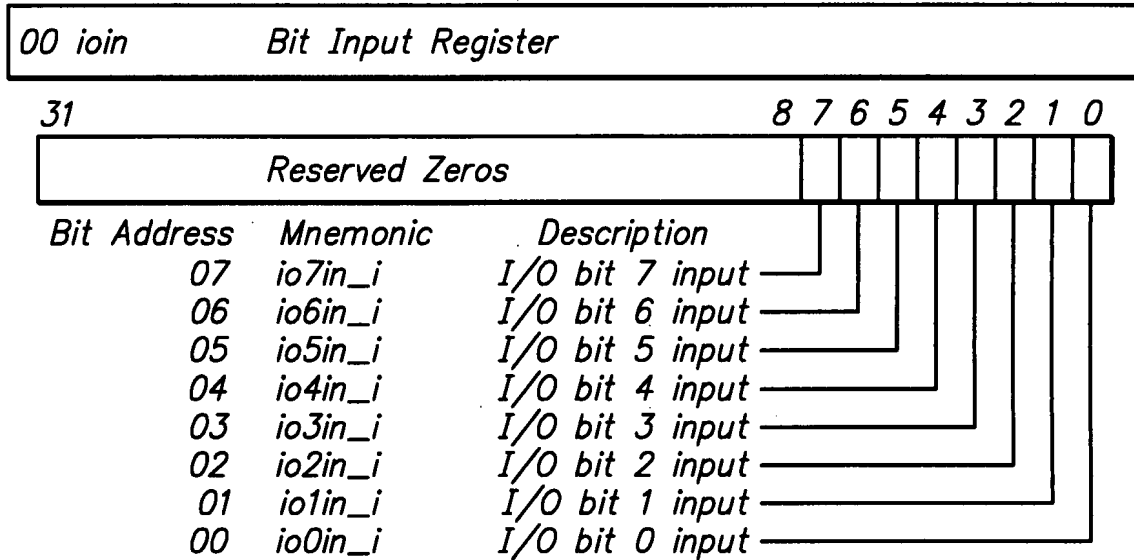 00 ioin Bit Input Register
31 8 7 6 5 4 3 2 1 0
Reserved Zeros
Bit Address Mnemonic Description
07 io7in_i I/O bit 7 input
06 io6in_i I/O bit 6 input
05 io5in_i I/O bit 5 input
04 io4in_i I/O bit 4 input
03 io3in_i I/O bit 3 input
02 io2in_i I/O bit 2 input
01 io1in_i I/O bit 1 input
00 io0in_i I/O bit 0 input